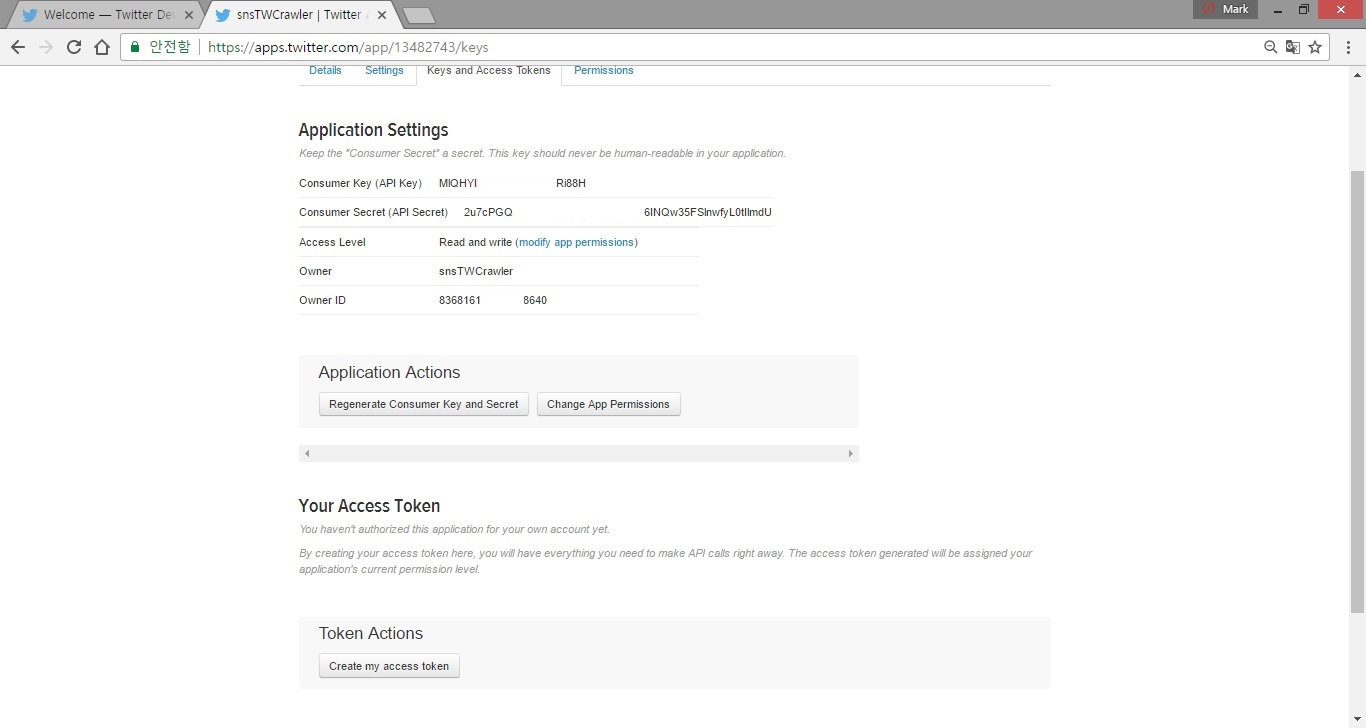 Welcome — Twitter De
snsTWCrawler | Twitter A
Mark
안전함
https://apps.twitter.com/app/13482743/keys
Details Settings Keys and Access Tokens Permissions
Application Settings
Keep the "Consumer Secret" a secret. This key should never be human-readable in your application.
Consumer Key (API Key) MIQHYI Ri88H
Consumer Secret (API Secret) 2u7cPGQ 6INQw35FSlnwfyL0tllmdU
Access Level Read and write (modify app permissions)
Owner snsTWCrawler
Owner ID 8368161 8640
Application Actions
Regenerate Consumer Key and Secret Change App Permissions
Your Access Token
You haven't authorized this application for your own account yet.
By creating your access token here, you will have everything you need to make API calls right away. The access token generated will be assigned your
application's current permission level.
Token Actions
Create my access token